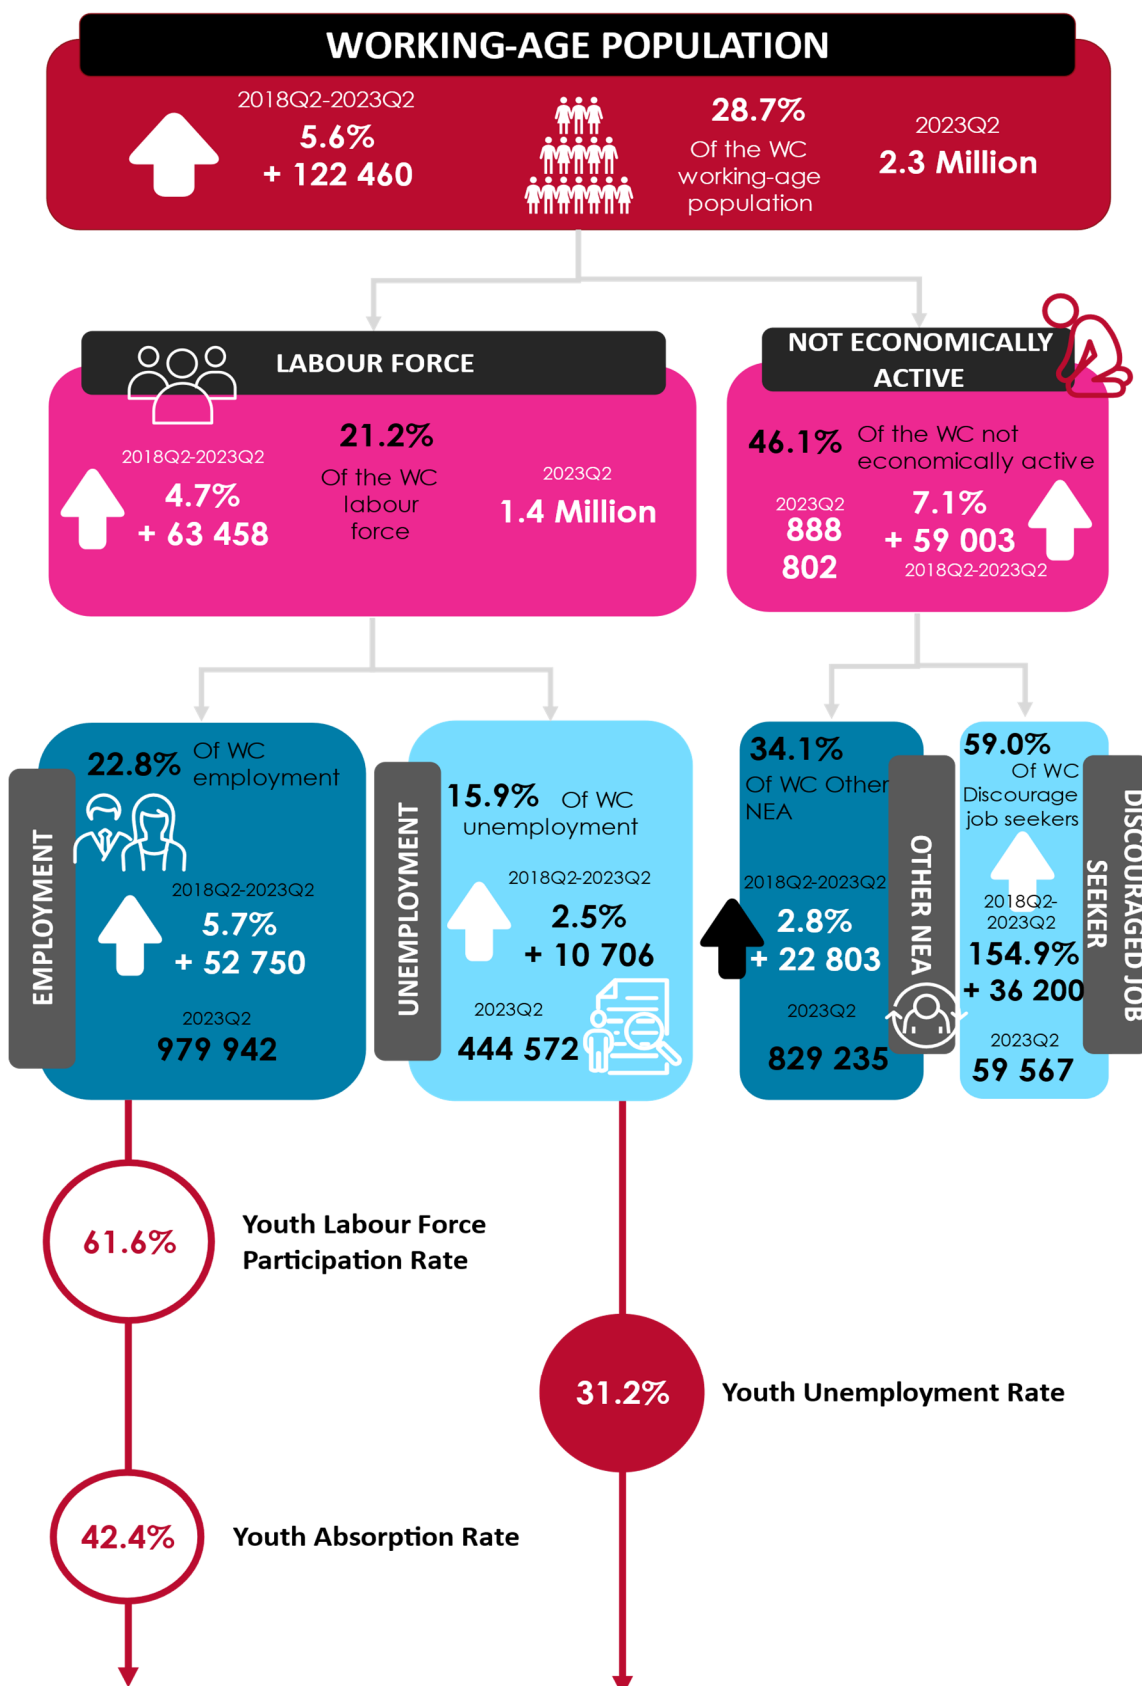 WORKING-AGE POPULATION
2018Q2-2023Q2
5.6%
+ 122 460
28.7%
Of the WC
working-age
population
2023Q2
2.3 Million
LABOUR FORCE
2018Q2-2023Q2
4.7%
+ 63 458
21.2%
Of the WC
labour
force
2023Q2
1.4 Million
NOT ECONOMICALLY
ACTIVE
46.1%
Of the WC not
economically active
2023Q2
888
802
7.1%
+ 59 003
2018Q2-2023Q2
EMPLOYMENT
22.8%
Of WC
employment
2018Q2-2023Q2
5.7%
+ 52 750
2023Q2
979 942
UNEMPLOYMENT
15.9% Of WC
unemployment
2018Q2-2023Q2
2.5%
+ 10 706
2023Q2
444 572
34.1%
Of WC Other
NEA
2018Q2-2023Q2
2.8%
+ 22 803
2023Q2
829 235
OTHER NEA
59.0%
Of WC
Discourage
job seekers
2018Q2-
2023Q2
154.9%
+ 36 200
2023Q2
59 567
DISCOURAGED JOB
SEEKER
61.6%
Youth Labour Force
Participation Rate
31.2%
Youth Unemployment Rate
42.4%
Youth Absorption Rate